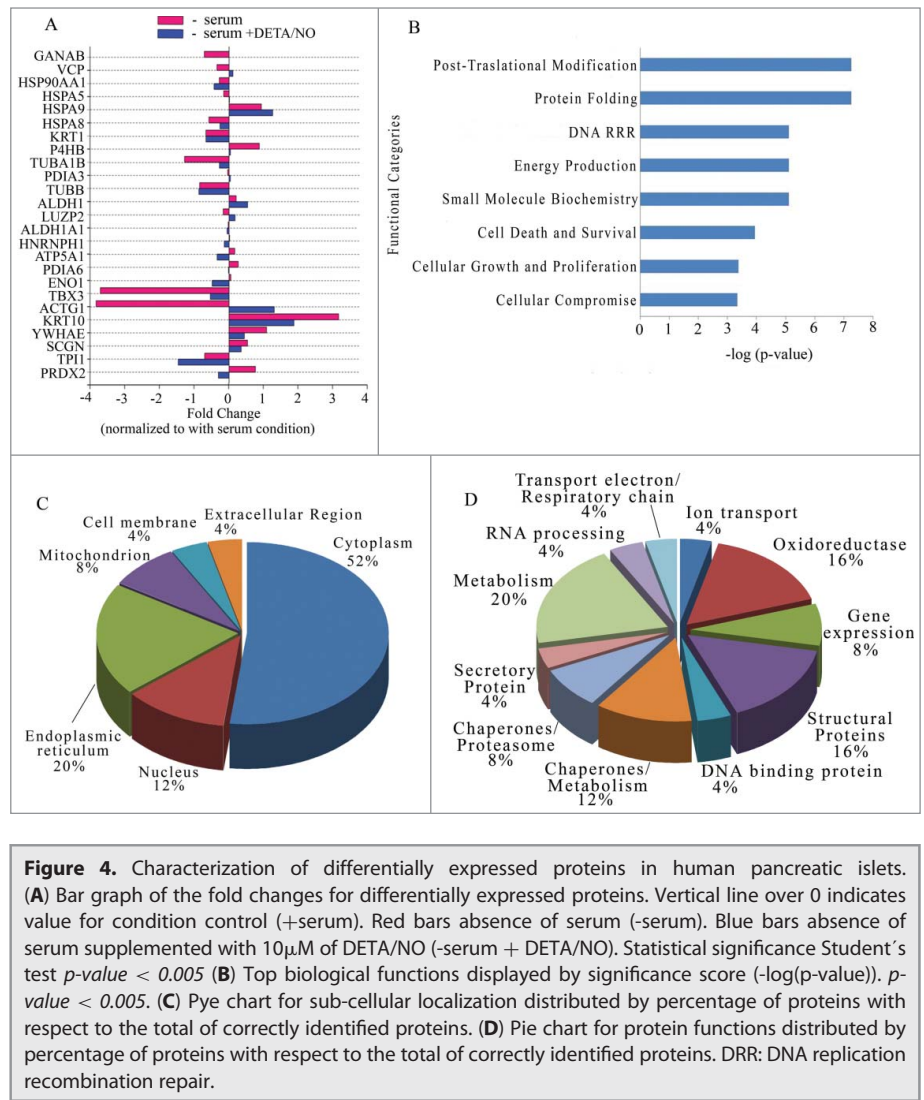 A
- serum
- serum +DETA/NO
GANAB
VCP
HSP90AA1
HSPA5
HSPA9
HSPA8
KRT1
P4HB
TUBA1B
PDIA3
TUBB
ALDH1
LUZP2
ALDH1A1
HNRNPH1
ATP5A1
PDIA6
ENO1
TBX3
ACTG1
KRT10
YWHAE
SCGN
TPI1
PRDX2
-4 -3 -2 -1 0 1 2 3 4
Fold Change
(normalized to with serum condition)
B
Functional Categories
Post-Traslational Modification
Protein Folding
DNA RRR
Energy Production
Small Molecule Biochemistry
Cell Death and Survival
Cellular Growth and Proliferation
Cellular Compromise
0 1 2 3 4 5 6 7 8
-log (p-value)
C
Cell membrane
4%
Extracellular Region
4%
Cytoplasm
52%
Mitochondrion
8%
Endoplasmic
reticulum
20%
Nucleus
12%
D
Transport electron/
Respiratory chain
4%
Ion transport
4%
RNA processing
4%
Oxidoreductase
16%
Metabolism
20%
Gene
expression
8%
Secretory
Protein
4%
Structural
Proteins
16%
Chaperones/
Proteasome
8%
Chaperones/
Metabolism
12%
DNA binding protein
4%
Figure 4. Characterization of differentially expressed proteins in human pancreatic islets.
(A) Bar graph of the fold changes for differentially expressed proteins. Vertical line over 0 indicates
value for condition control (+serum). Red bars absence of serum (-serum). Blue bars absence of
serum supplemented with 10μM of DETA/NO (-serum + DETA/NO). Statistical significance Student´s
test p-value < 0.005 (B) Top biological functions displayed by significance score (-log(p-value)). p-
value < 0.005. (C) Pye chart for sub-cellular localization distributed by percentage of proteins with
respect to the total of correctly identified proteins. (D) Pie chart for protein functions distributed by
percentage of proteins with respect to the total of correctly identified proteins. DRR: DNA replication
recombination repair.